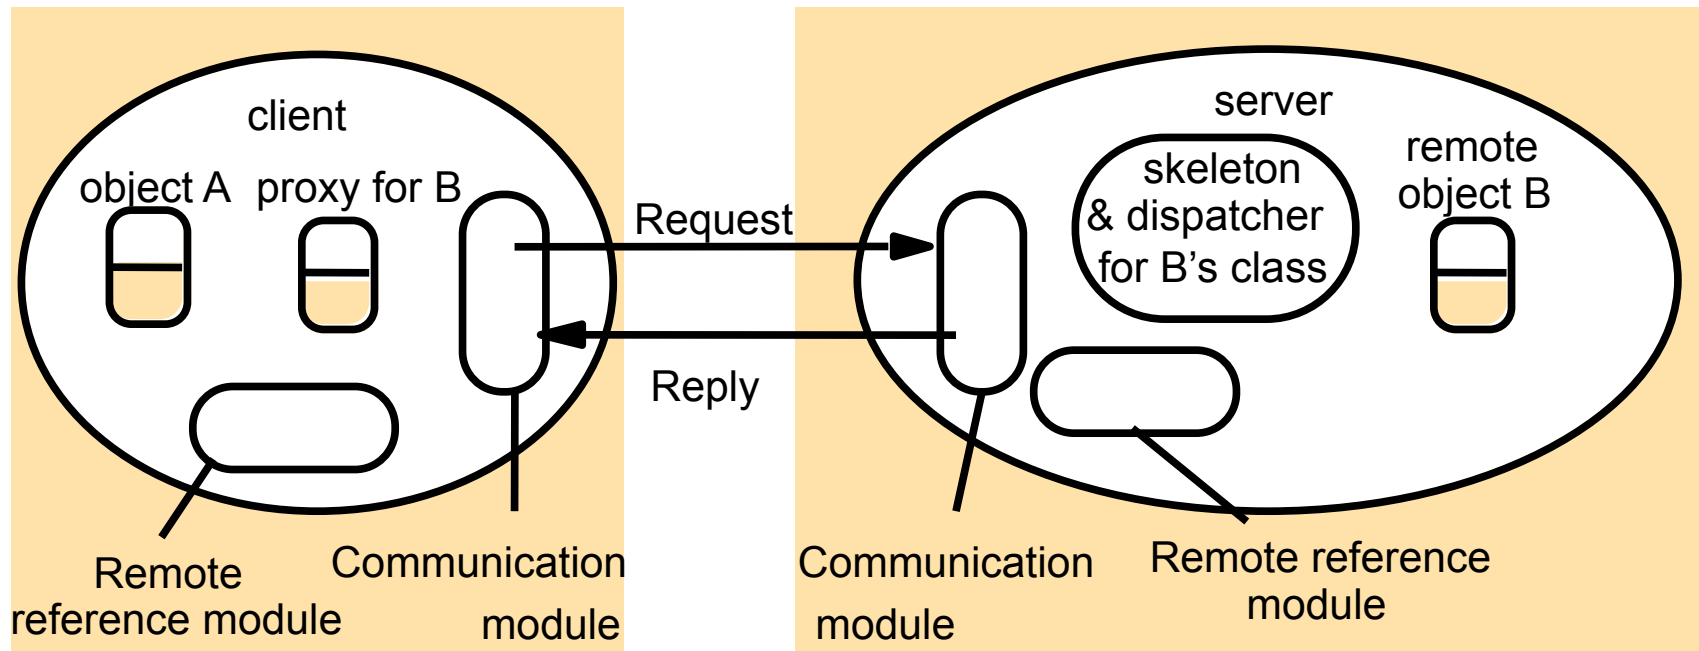 client
object A
proxy for B
Request
Reply
Remote
reference module
Communication
module
server
skeleton
& dispatcher
for B’s class
remote
object B
Communication
module
Remote reference
module